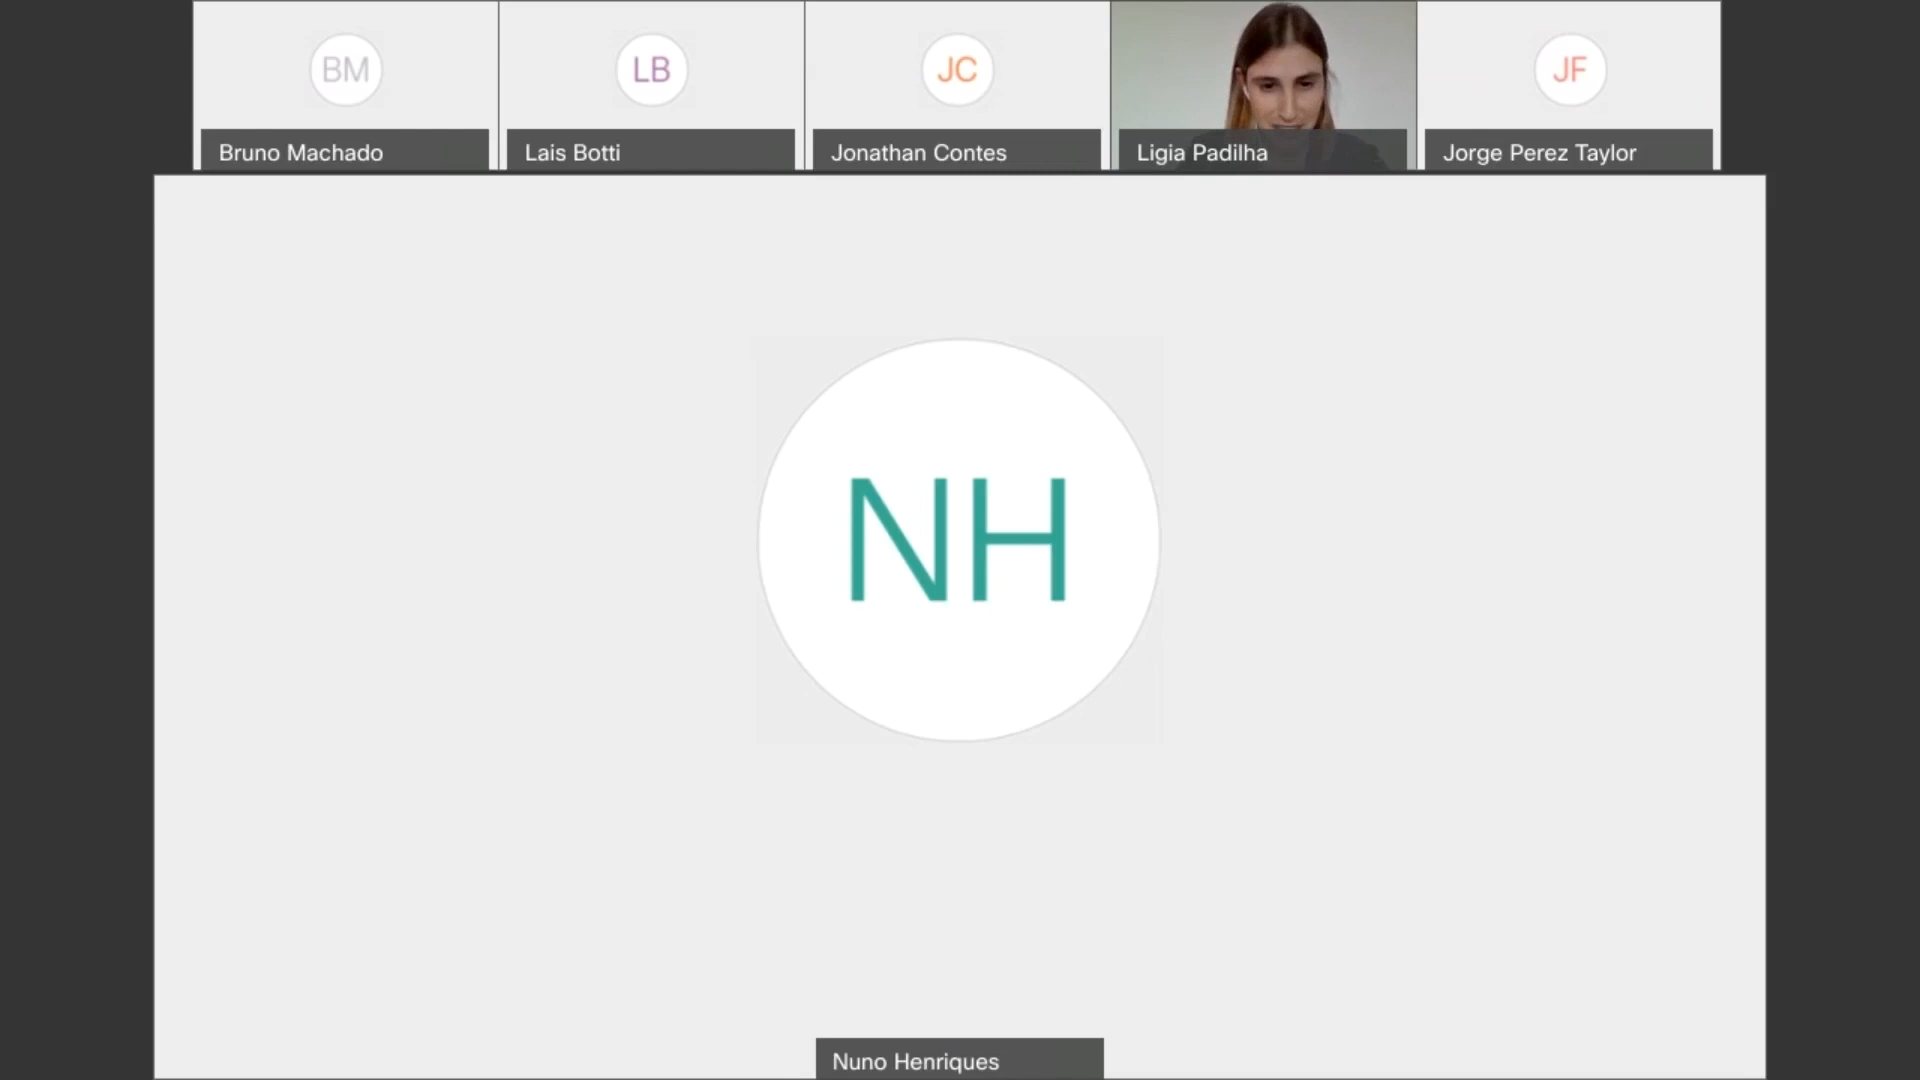 BM
LB
JC
JF
Bruno Machado
Lais Botti
Jonathan Contes
Ligia Padilha
Jorge Perez Taylor
NH
Nuno Henriques